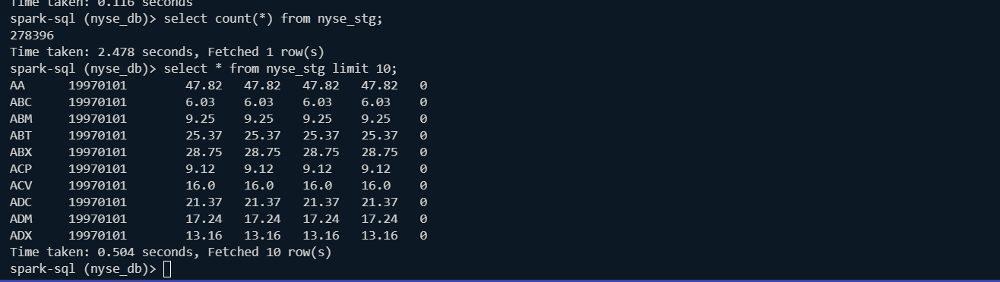 Time taken: 0.116 seconds
spark-sql (nyse_db)> select count(*) from nyse_stg;
278396
Time taken: 2.478 seconds, Fetched 1 row(s)
spark-sql (nyse_db)> select * from nyse_stg limit 10;
AA 19970101 47.82 47.82 47.82 47.82 0
ABC 19970101 6.03 6.03 6.03 6.03 0
ABM 19970101 9.25 9.25 9.25 9.25 0
ABT 19970101 25.37 25.37 25.37 25.37 0
ABX 19970101 28.75 28.75 28.75 28.75 0
ACP 19970101 9.12 9.12 9.12 9.12 0
ACV 19970101 16.0 16.0 16.0 16.0 0
ADC 19970101 21.37 21.37 21.37 21.37 0
ADM 19970101 17.24 17.24 17.24 17.24 0
ADX 19970101 13.16 13.16 13.16 13.16 0
Time taken: 0.504 seconds, Fetched 10 row(s)
spark-sql (nyse_db)>